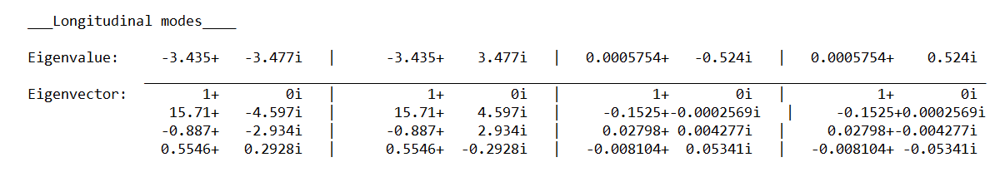 ___Longitudinal modes____
Eigenvalue: -3.435+ -3.477i | -3.435+ 3.477i | 0.0005754+ -0.524i | 0.0005754+ 0.524i
Eigenvector: 1+ 0i | 1+ 0i | 1+ 0i | 1+ 0i
15.71+ -4.597i | 15.71+ 4.597i | -0.1525+-0.0002569i | -0.1525+0.0002569i
-0.887+ -2.934i | -0.887+ 2.934i | 0.02798+ 0.004277i | 0.02798+-0.004277i
0.5546+ 0.2928i | 0.5546+ -0.2928i | -0.008104+ 0.05341i | -0.008104+ -0.05341i